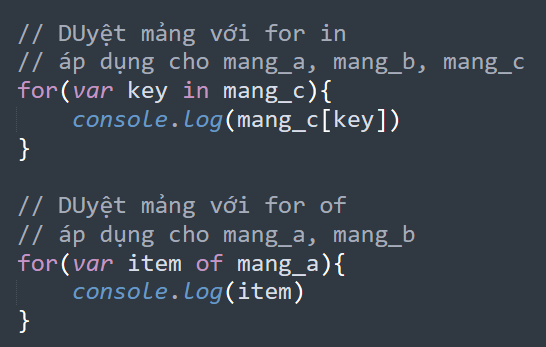 // DUyệt mảng với for in
// áp dụng cho mang_a, mang_b, mang_c
for(var key in mang_c){
    console.log(mang_c[key])
}

// DUyệt mảng với for of
// áp dụng cho mang_a, mang_b
for(var item of mang_a){
    console.log(item)
}